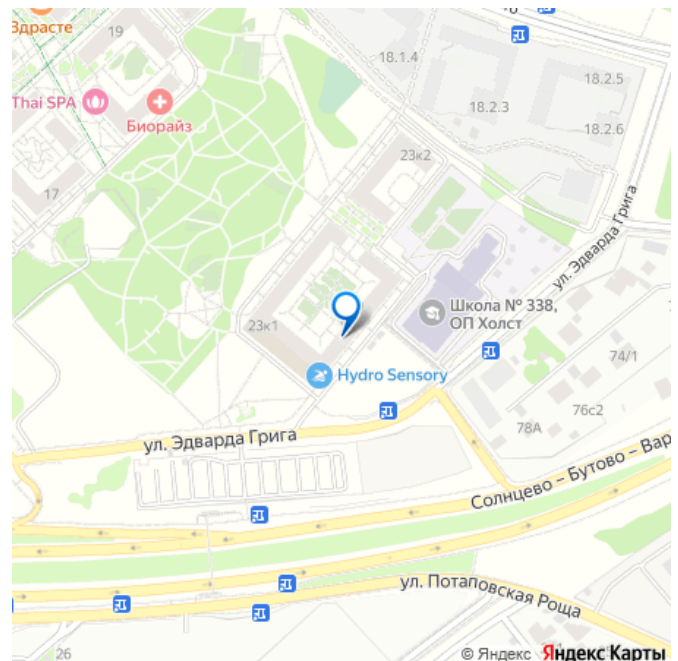 Здрасте
19
Thai SPA
Биорайз
17
18.1.4
18.2.5
18.2.3
18.2.6
23к2
ул. Эдварда Грига
Школа № 338,
ОП Холст
23к1
Hydro Sensory
74/1
76с2
78А
ул. Эдварда Грига
Солнцево – Бутово – Вар
ул. Потаповская Роща
26
© Яндекс Яндекс Карты